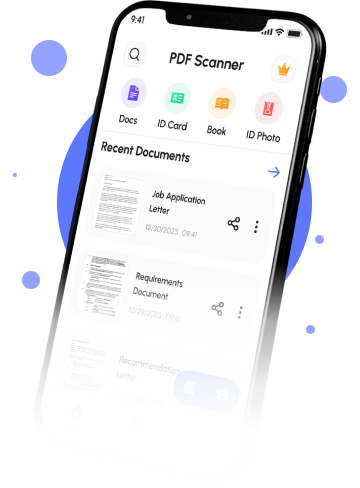 9:41
PDF Scanner
Docs
ID Card
Book
ID Photo
Recent Documents
Job Application
Letter
12/30/2023 09:41
Requirements
Document
12/29/2023 09:41
Recommendation
Letter